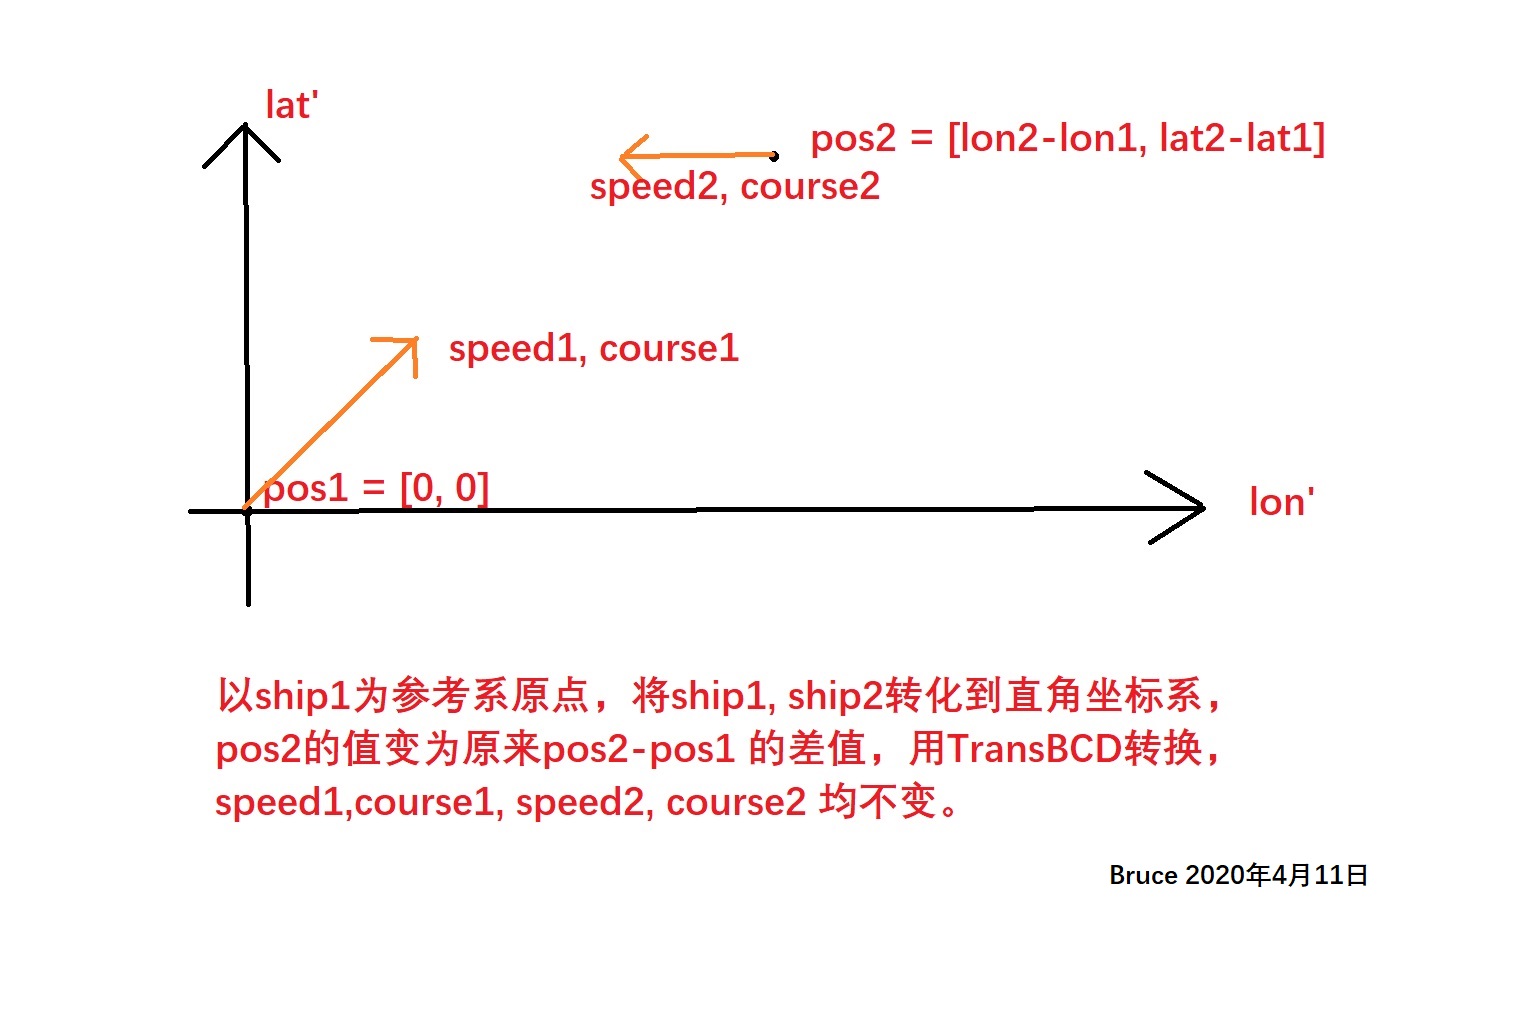 lat'
pos2 = [lon2-lon1, lat2-lat1]
speed2, course2
speed1, course1
pos1 = [0, 0]
lon'
以ship1为参考系原点，将ship1, ship2转化到直角坐标系，
pos2的值变为原来pos2-pos1 的差值，用TransBCD转换，
speed1,course1, speed2, course2 均不变。
Bruce 2020年4月11日